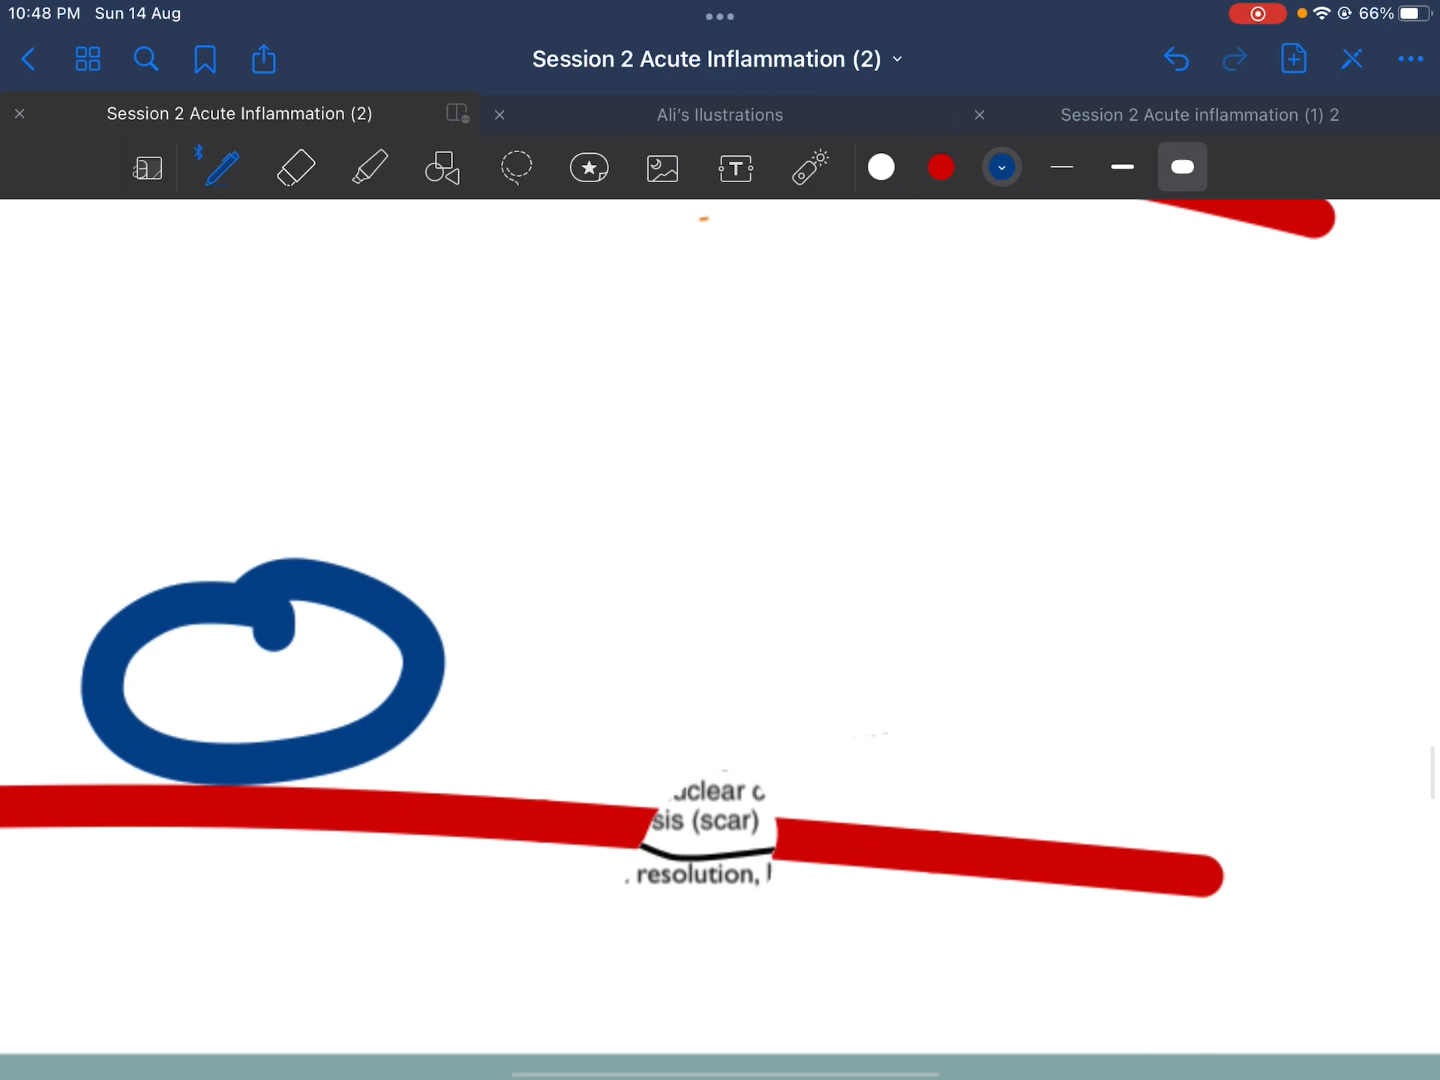 10:48 PM Sun 14 Aug
66%
Session 2 Acute Inflammation (2)
Session 2 Acute Inflammation (2)
Ali's Ilustrations
Session 2 Acute inflammation (1) 2
a
T
sis (scar)
resolution,